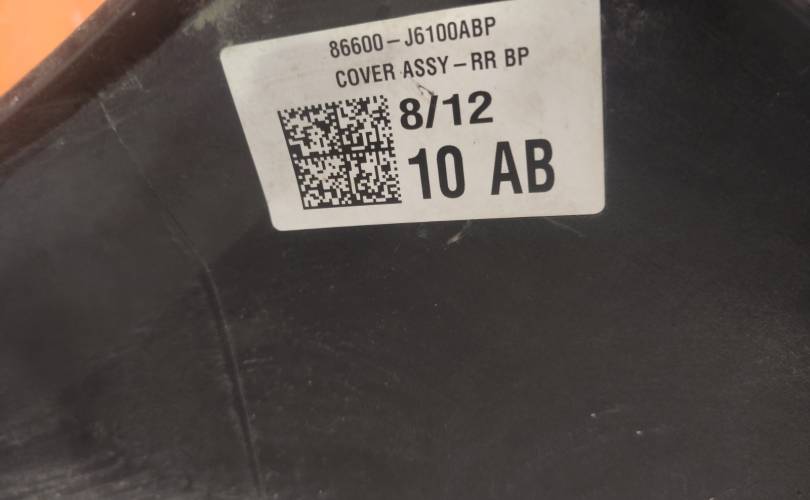 86600-J6100ABP
COVER ASSY-RR BP
8/12
10 AB